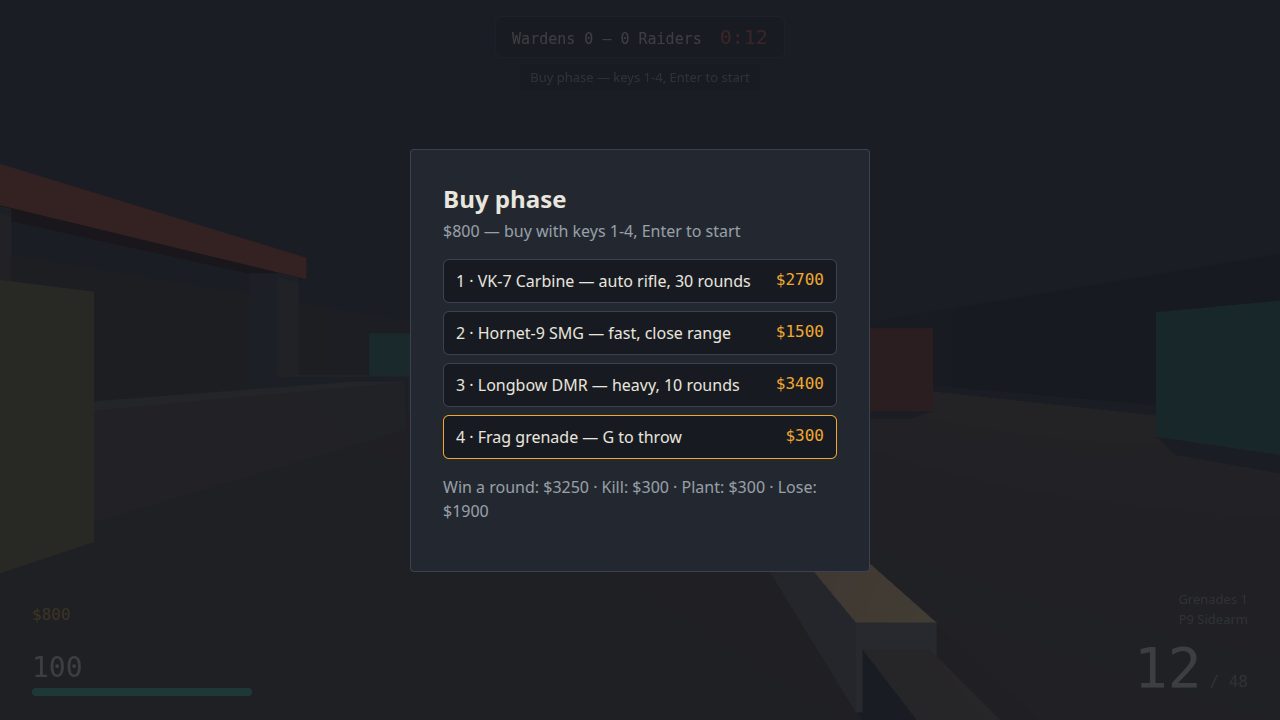 Wardens 0 — 0 Raiders 0:12
Buy phase — keys 1-4, Enter to start
Buy phase
$800 — buy with keys 1-4, Enter to start
1 · VK-7 Carbine — auto rifle, 30 rounds $2700
2 · Hornet-9 SMG — fast, close range $1500
3 · Longbow DMR — heavy, 10 rounds $3400
4 · Frag grenade — G to throw $300
Win a round: $3250 · Kill: $300 · Plant: $300 · Lose:
$1900
$800
100
Grenades 1
P9 Sidearm
12 / 48